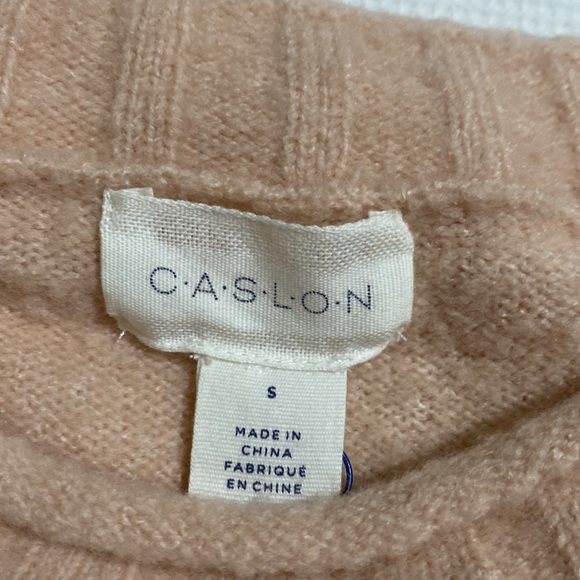 C·A·S·L·O·N
S
MADE IN
CHINA
FABRIQUÉ
EN CHINE